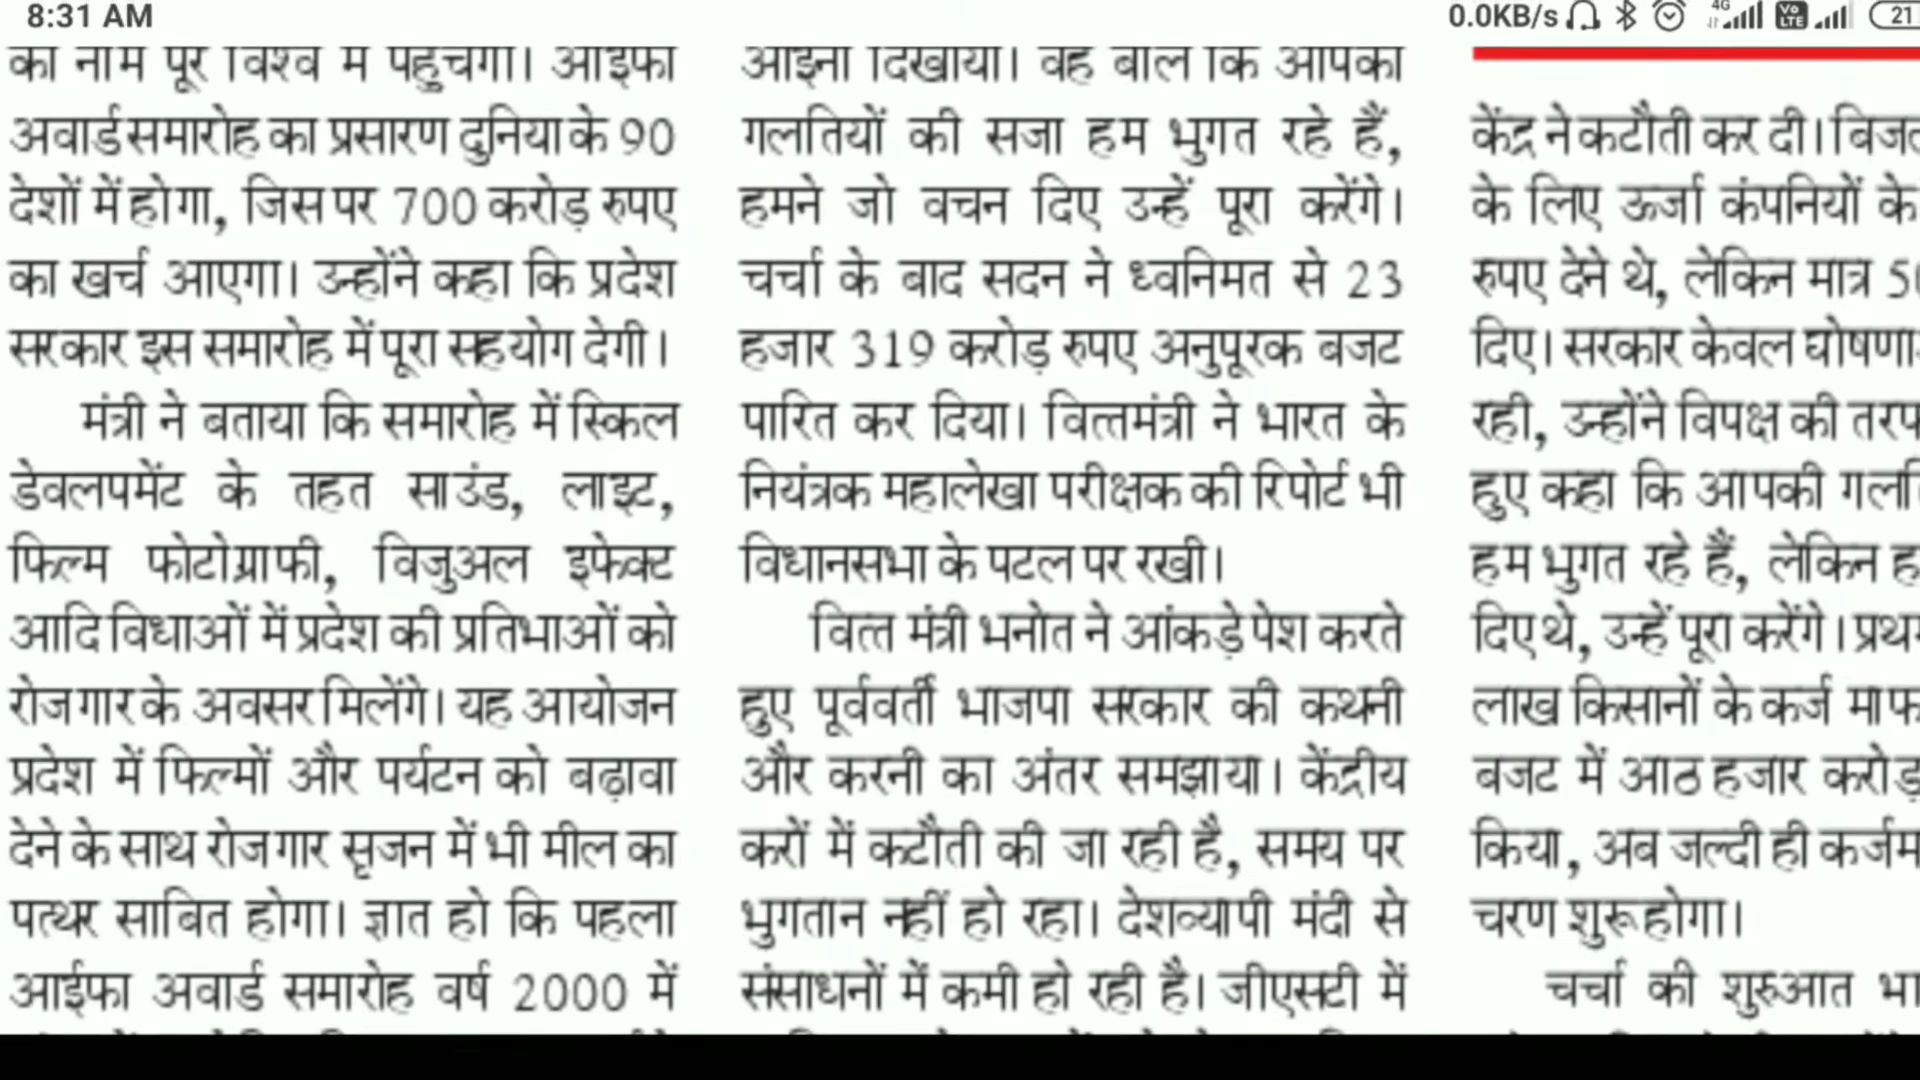 8:31 AM
0.0KB/s 4G Vo LTE 21
का नाम पूरे विश्व में पहुंचेगा। आइफा
अवार्ड समारोह का प्रसारण दुनिया के 90
देशों में होगा, जिस पर 700 करोड़ रुपए
का खर्च आएगा। उन्होंने कहा कि प्रदेश
सरकार इस समारोह में पूरा सहयोग देगी।
मंत्री ने बताया कि समारोह में स्किल
डेवलपमेंट के तहत साउंड, लाइट,
फिल्म फोटोग्राफी, विजुअल इफेक्ट
आदि विधाओं में प्रदेश की प्रतिभाओं को
रोजगार के अवसर मिलेंगे। यह आयोजन
प्रदेश में फिल्मों और पर्यटन को बढ़ावा
देने के साथ रोजगार सृजन में भी मील का
पत्थर साबित होगा। ज्ञात हो कि पहला
आईफा अवार्ड समारोह वर्ष 2000 में
आइना दिखाया। वह बोले कि आपकी
गलतियों की सजा हम भुगत रहे हैं,
हमने जो वचन दिए उन्हें पूरा करेंगे।
चर्चा के बाद सदन ने ध्वनिमत से 23
हजार 319 करोड़ रुपए अनुपूरक बजट
पारित कर दिया। वित्तमंत्री ने भारत के
नियंत्रक महालेखा परीक्षक की रिपोर्ट भी
विधानसभा के पटल पर रखी।
वित्त मंत्री भनोत ने आंकड़े पेश करते
हुए पूर्ववर्ती भाजपा सरकार की कथनी
और करनी का अंतर समझाया। केंद्रीय
करों में कटौती की जा रही है, समय पर
भुगतान नहीं हो रहा। देशव्यापी मंदी से
संसाधनों में कमी हो रही है। जीएसटी में
केंद्र ने कटौती कर दी।
के लिए ऊर्जा कंपनियों के
रुपए देने थे, लेकिन मात्र
दिए। सरकार केवल घोषणा
रही, उन्होंने विपक्ष की तरफ
हुए कहा कि आपकी
हम भुगत रहे हैं, लेकिन
दिए थे, उन्हें पूरा करेंगे।
लाख किसानों के कर्ज माफ
बजट में आठ हजार करोड़
किया, अब जल्दी ही
चरण शुरू होगा।
चर्चा की शुरुआत